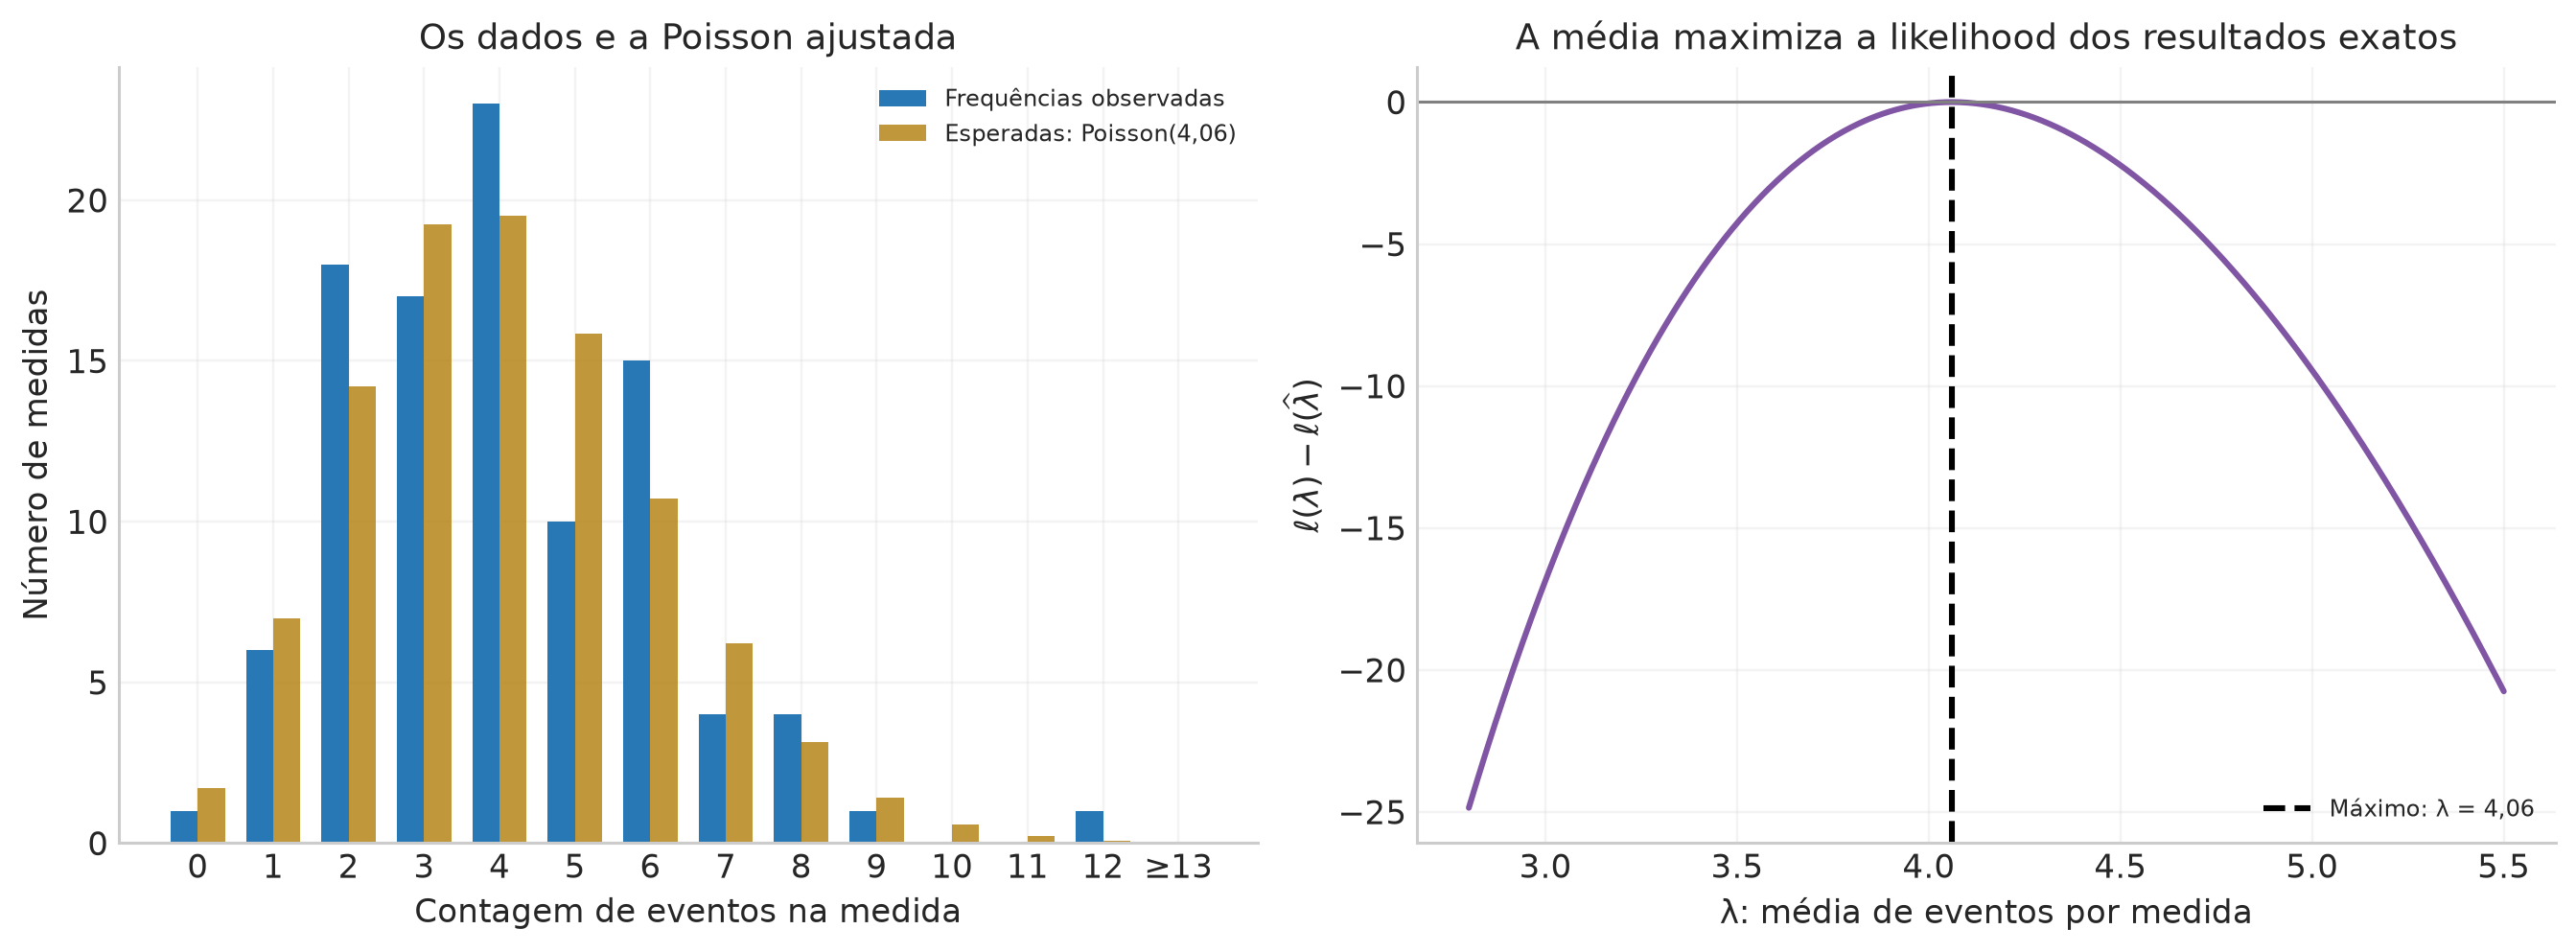 Os dados e a Poisson ajustada
Frequências observadas
Esperadas: Poisson(4,06)
Número de medidas
20
15
10
5
0
0 1 2 3 4 5 6 7 8 9 10 11 12 ≥13
Contagem de eventos na medida
A média maximiza a likelihood dos resultados exatos
ℓ(λ) − ℓ(λ̂)
0
−5
−10
−15
−20
−25
Máximo: λ = 4,06
3.0 3.5 4.0 4.5 5.0 5.5
λ: média de eventos por medida